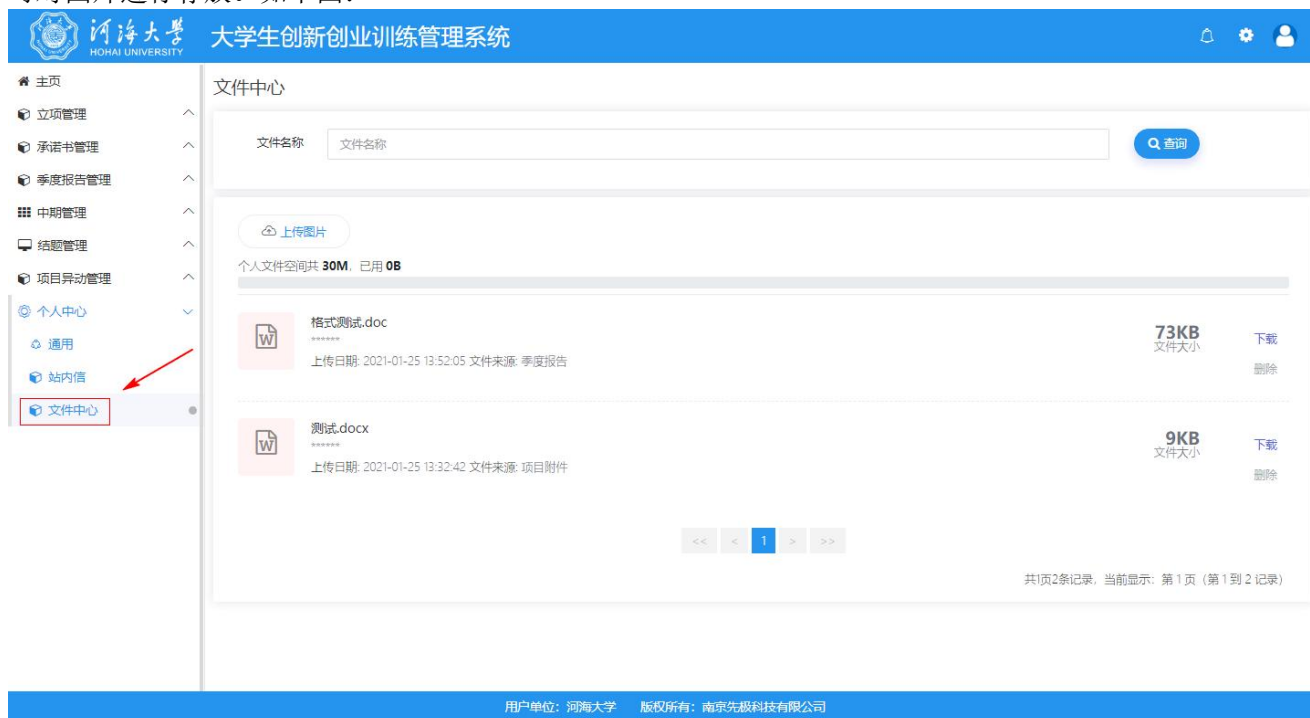 河海大学 大学生创新创业训练管理系统
HOHAI UNIVERSITY
主页
立项管理
承诺书管理
季度报告管理
中期管理
结题管理
项目异动管理
个人中心
通用
站内信
文件中心
文件中心
文件名称 文件名称 查询
上传图片
个人文件空间共 30M，已用 0B
格式测试.doc
******
上传日期: 2021-01-25 13:52:05 文件来源: 季度报告
73KB
文件大小
下载
删除
测试.docx
******
上传日期: 2021-01-25 13:32:42 文件来源: 项目附件
9KB
文件大小
下载
删除
<< < 1 > >>
共1页2条记录, 当前显示: 第 1 页 (第 1 到 2 记录)
用户单位：河海大学 版权所有：南京先极科技有限公司